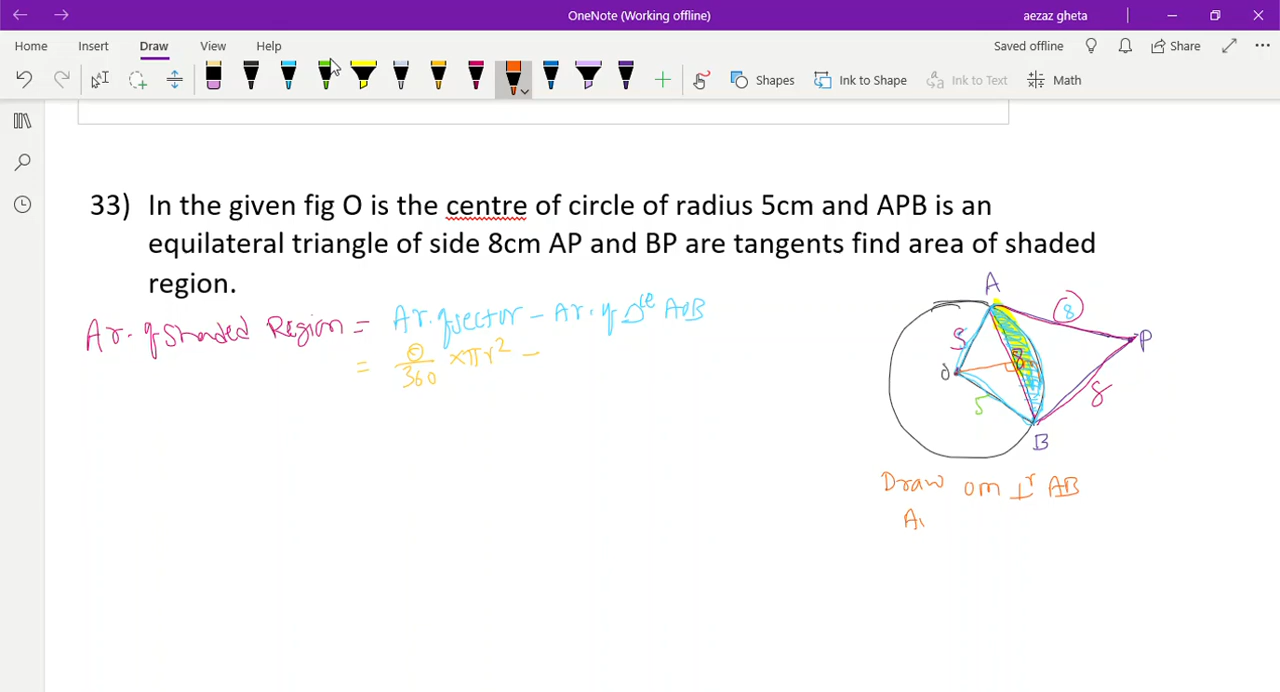 OneNote (Working offline)
aezaz gheta
Home Insert Draw View Help
Saved offline
Share
Shapes
Ink to Shape
Ink to Text
Math
33) In the given fig O is the centre of circle of radius 5cm and APB is an
equilateral triangle of side 8cm AP and BP are tangents find area of shaded
region.
Ar. of Shaded Region = Ar. of sector - Ar. of Δle AOB
= θ/360 × πr² -
A
8
P
5
8
O
5
8
B
Draw OM ⊥r AB